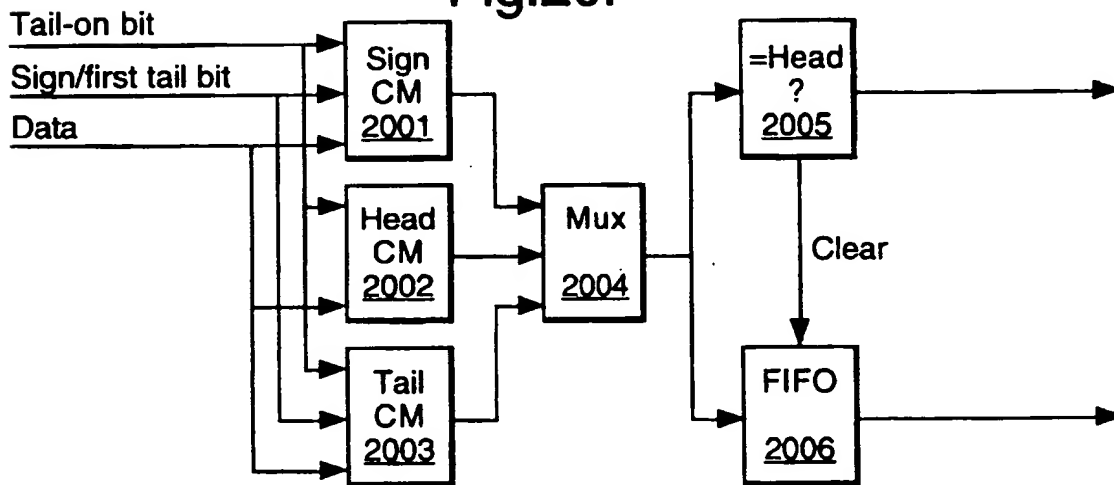 Tail-on bit
Sign/first tail bit
Data
Sign
CM
2001
Head
CM
2002
Tail
CM
2003
Mux
2004
=Head
?
2005
Clear
FIFO
2006